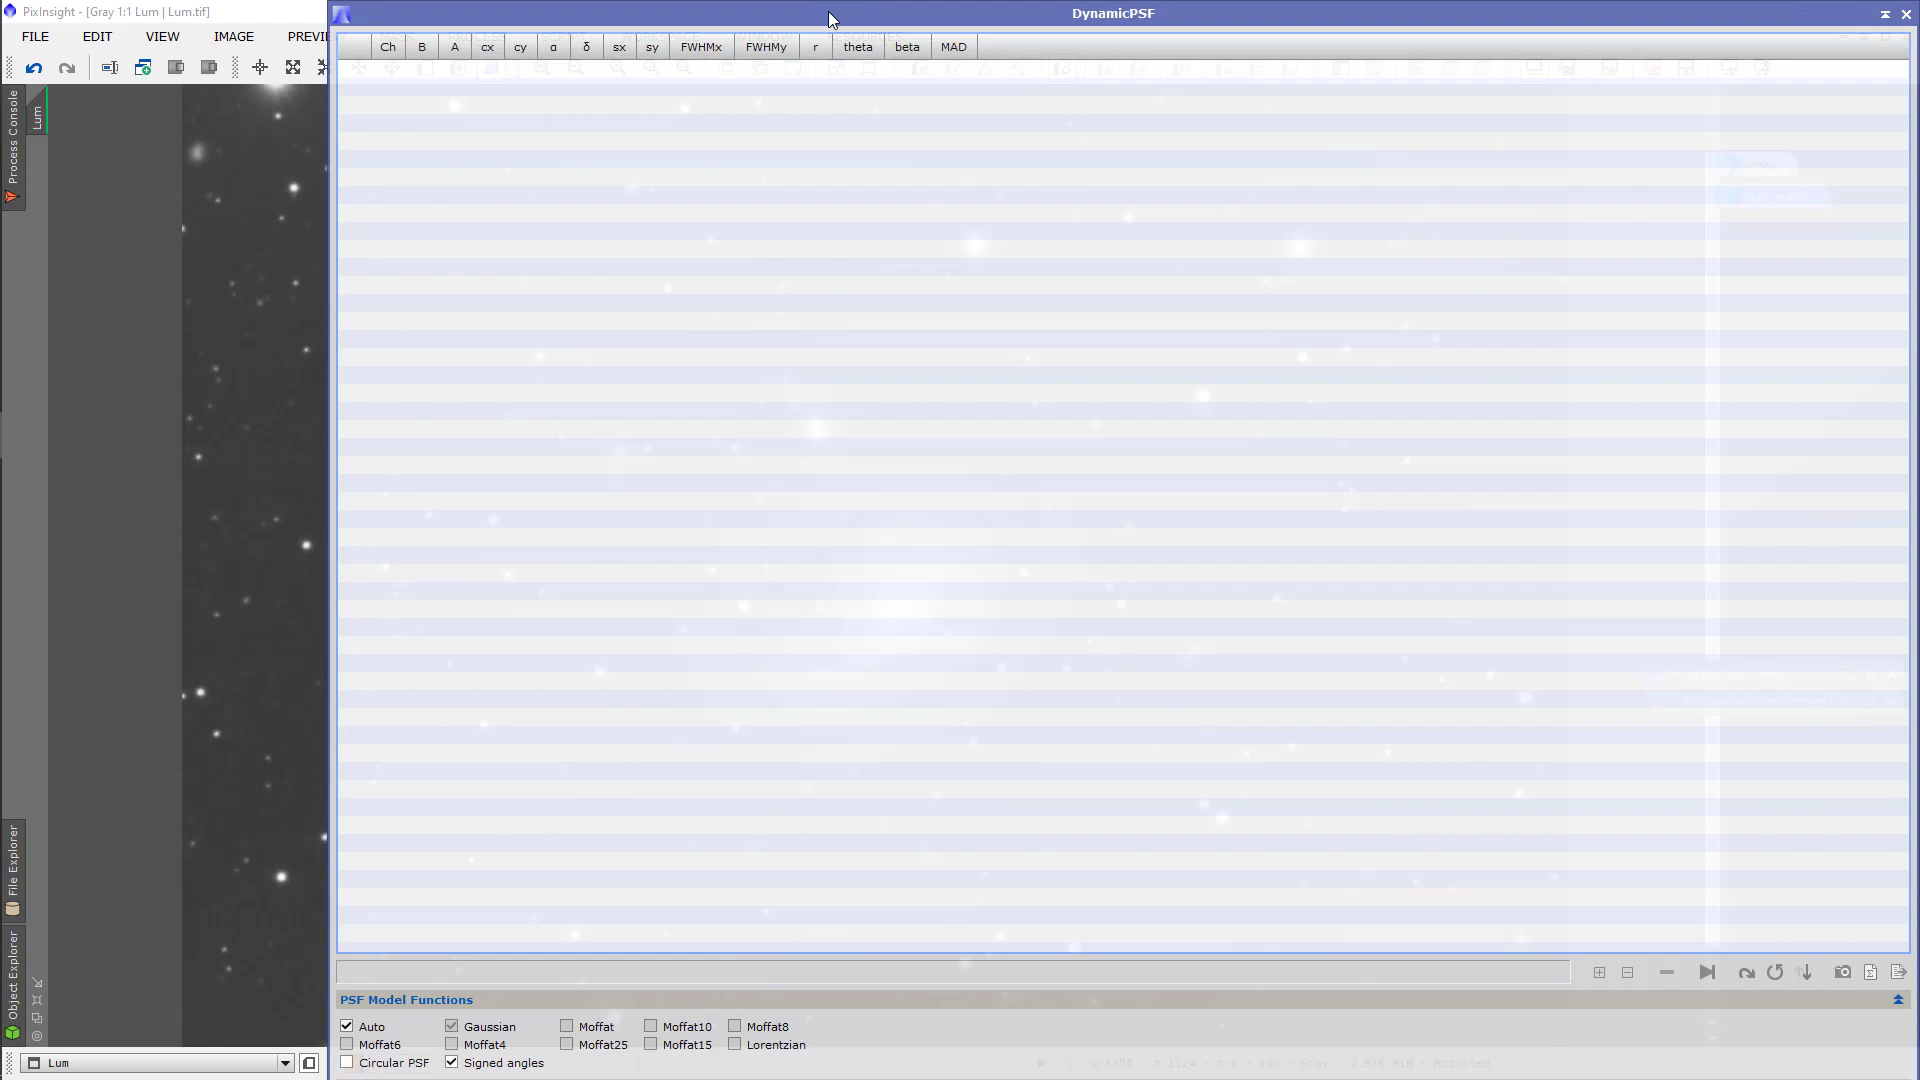 PixInsight - [Gray 1:1 Lum | Lum.tif]
DynamicPSF
FILE EDIT VIEW IMAGE PREVI
Ch B A cx cy α δ sx sy FWHMx FWHMy r theta beta MAD
Process Console
Lum
File Explorer
Object Explorer
PSF Model Functions
Auto Gaussian Moffat Moffat10 Moffat8
Moffat6 Moffat4 Moffat25 Moffat15 Lorentzian
Circular PSF Signed angles
Lum